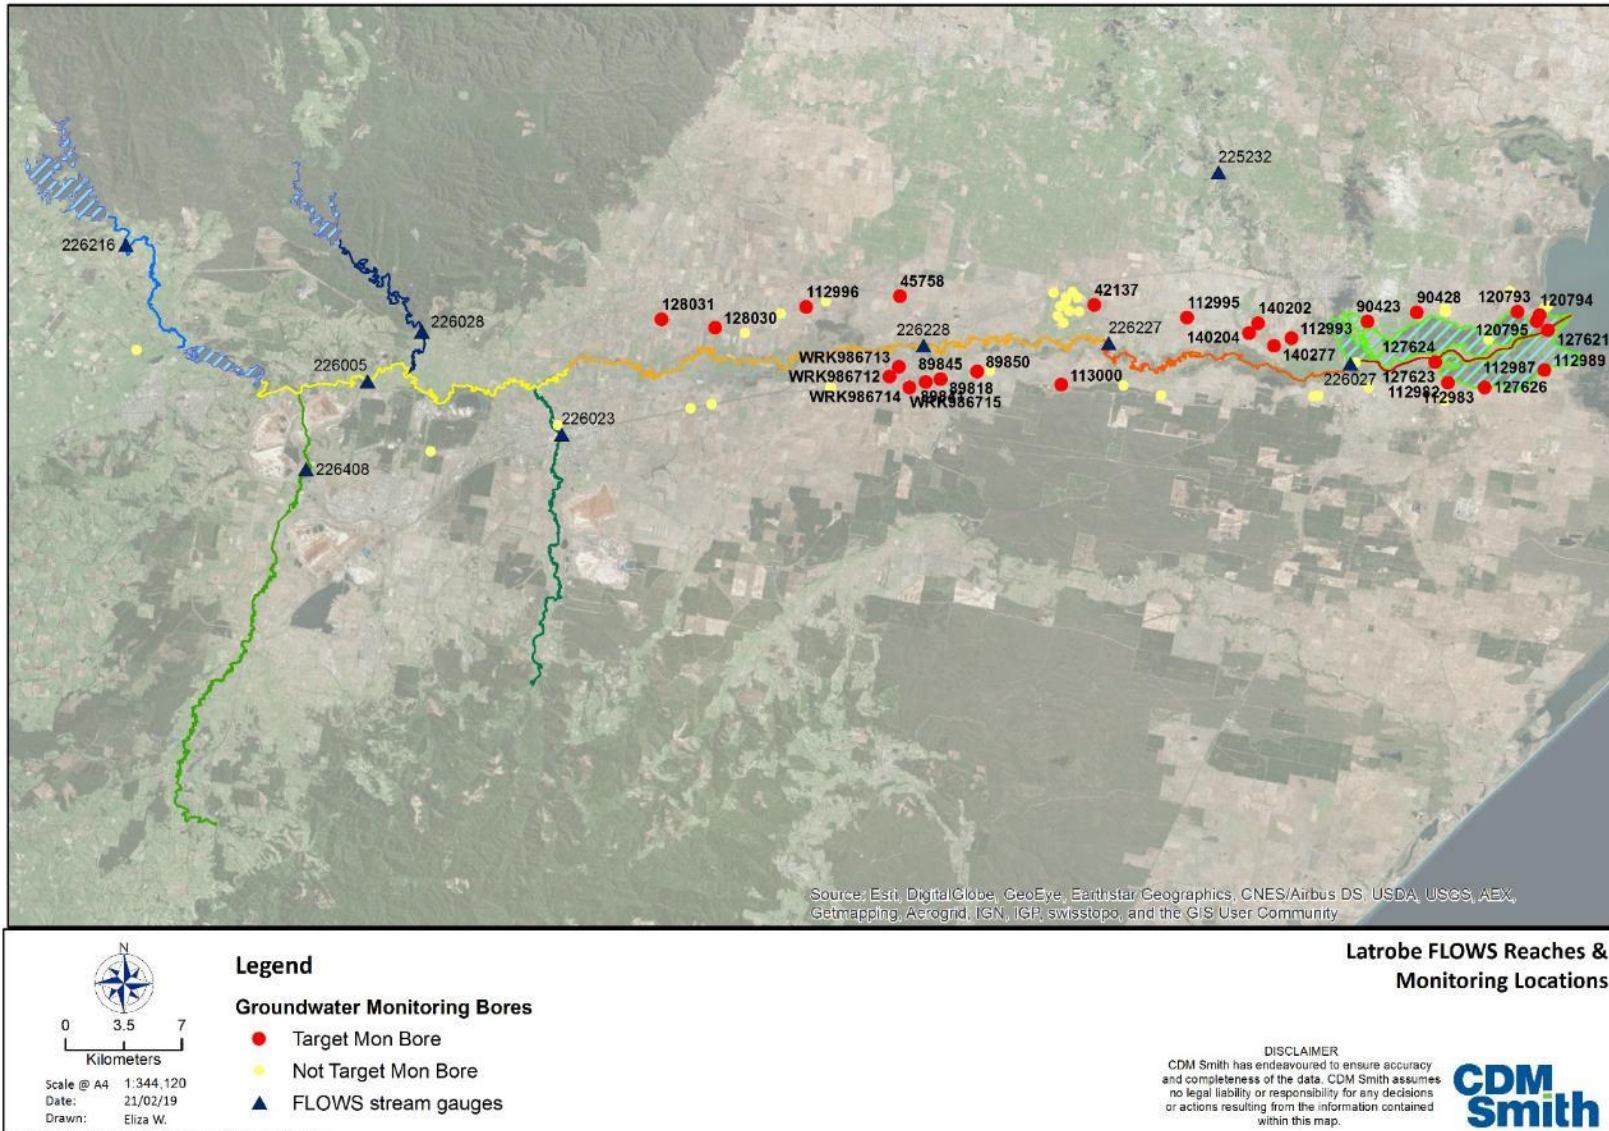 225232
226216
45758
112996
42137
128031
112995
140202
90423
90428
120793
120794
128030
226028
226228
226227
140204
112993
120795
127621
140277
127624
WRK986713
89845
89850
112987
112989
226005
WRK986712
113000
226027
127623
89818
WRK986714
112982
127626
WRK986715
112983
226023
226408
Source: Esri, DigitalGlobe, GeoEye, Earthstar Geographics, CNES/Airbus DS, USDA, USGS, AEX,
Getmapping, Aerogrid, IGN, IGP, swisstopo, and the GIS User Community
N
0 3.5 7
Kilometers
Scale @ A4 1:344,120
Date: 21/02/19
Drawn: Eliza W.
Legend
Groundwater Monitoring Bores
Target Mon Bore
Not Target Mon Bore
FLOWS stream gauges
Latrobe FLOWS Reaches &
Monitoring Locations
DISCLAIMER
CDM Smith has endeavoured to ensure accuracy
and completeness of the data. CDM Smith assumes
no legal liability or responsibility for any decisions
or actions resulting from the information contained
within this map.
CDM
Smith